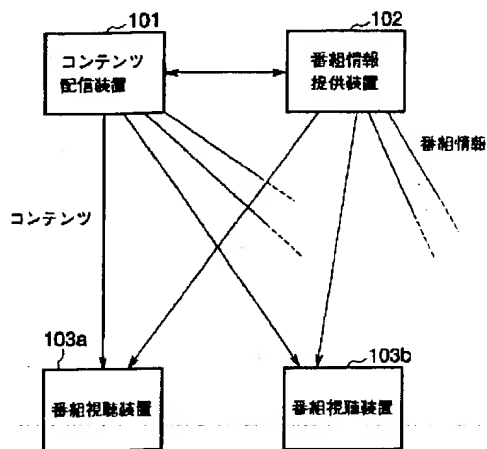 101
コンテンツ
配信装置
102
番組情報
提供装置
番組情報
コンテンツ
103a
番組視聴装置
103b
番組視聴装置